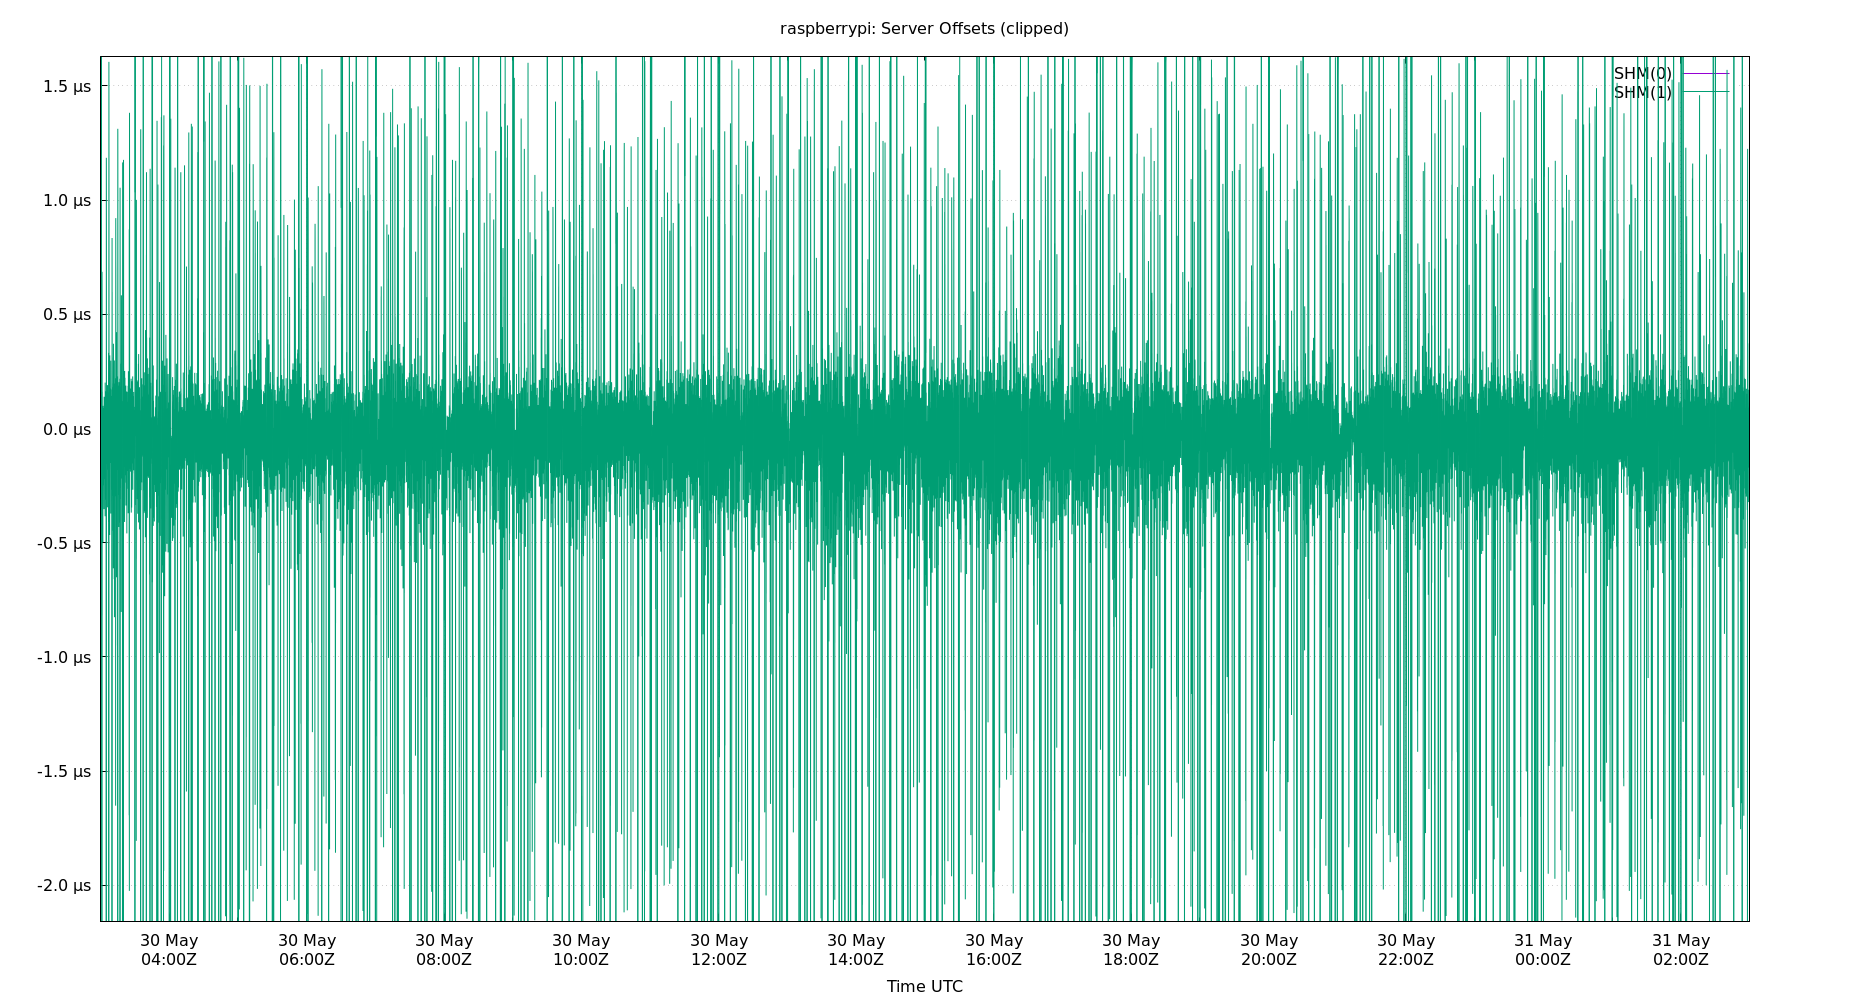 raspberrypi: Server Offsets (clipped)
SHM(0)
SHM(1)
1.5 µs
1.0 µs
0.5 µs
0.0 µs
-0.5 µs
-1.0 µs
-1.5 µs
-2.0 µs
30 May 30 May 30 May 30 May 30 May 30 May 30 May 30 May 30 May 30 May 31 May 31 May
04:00Z 06:00Z 08:00Z 10:00Z 12:00Z 14:00Z 16:00Z 18:00Z 20:00Z 22:00Z 00:00Z 02:00Z
Time UTC